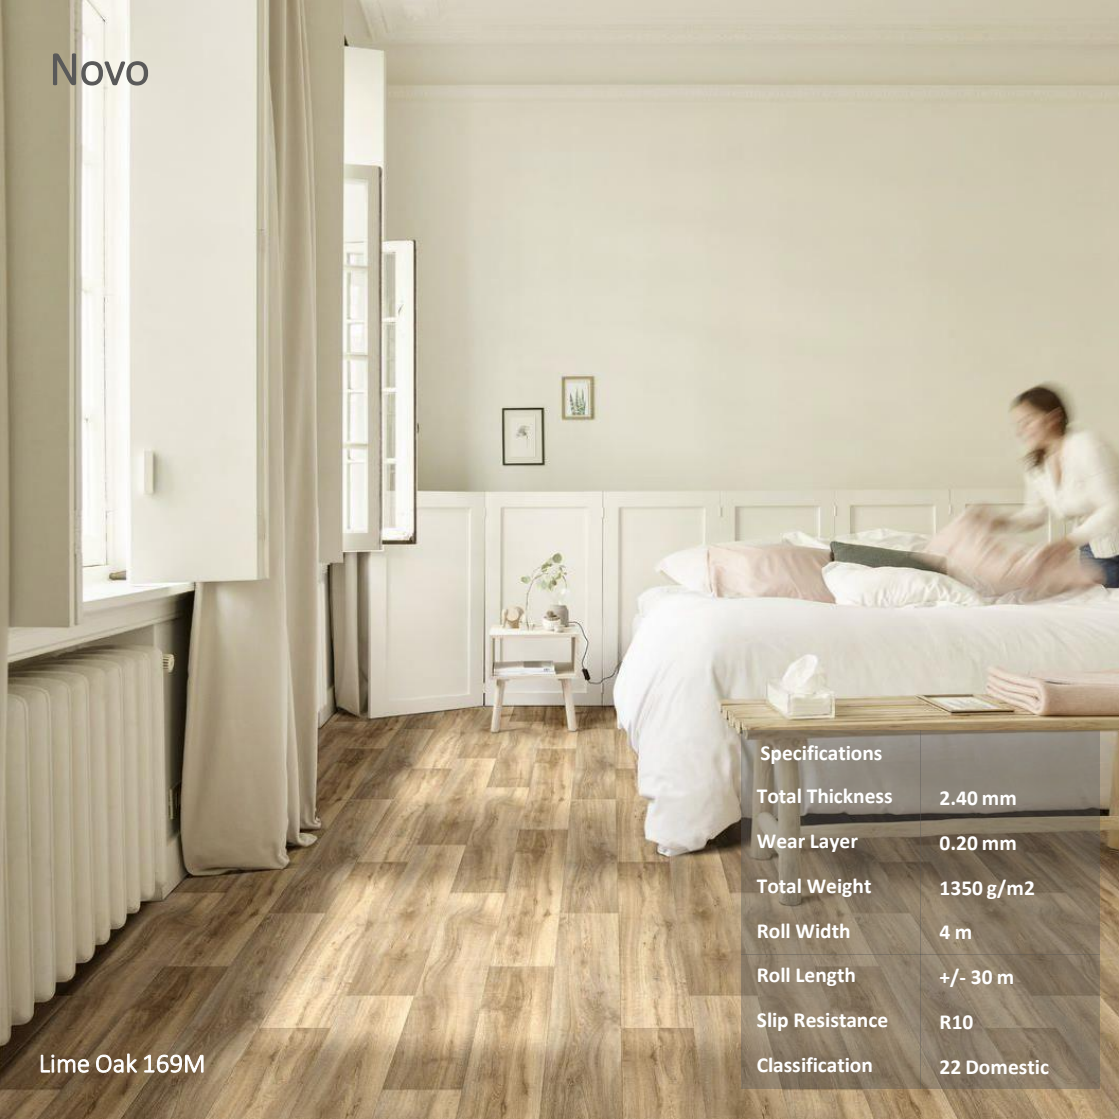 Novo
Specifications
Total Thickness 2.40 mm
Wear Layer 0.20 mm
Total Weight 1350 g/m2
Roll Width 4 m
Roll Length +/- 30 m
Slip Resistance R10
Classification 22 Domestic
Lime Oak 169M